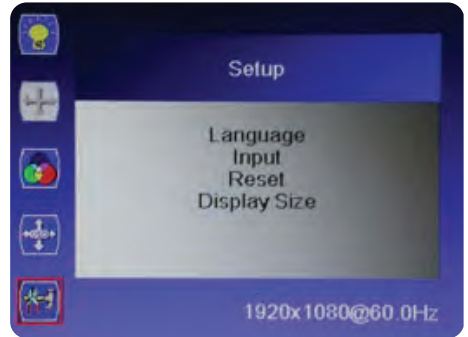 Setup
Language
Input
Reset
Display Size
1920x1080@60.0Hz